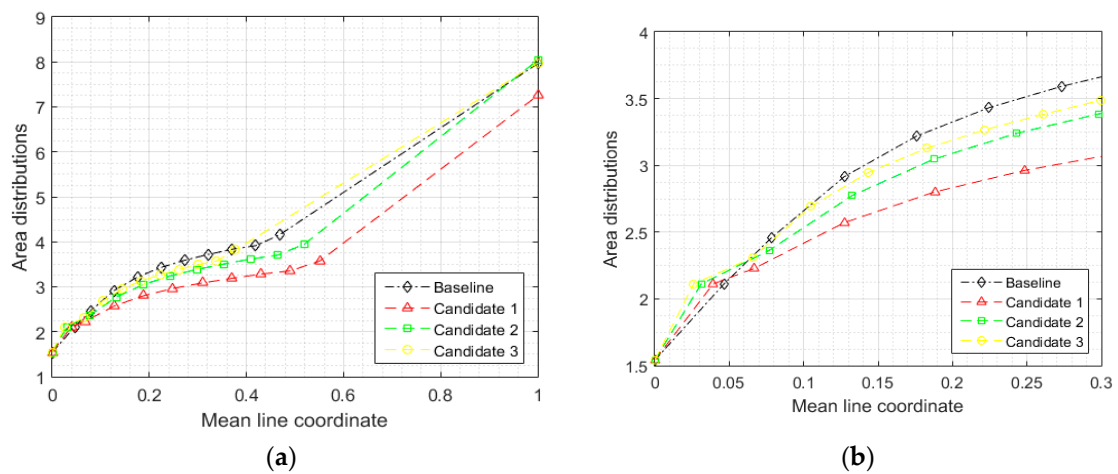 9
8
7
6
5
4
3
2
1
0
0.2
0.4
0.6
0.8
1
Area distributions
Mean line coordinate
Baseline
Candidate 1
Candidate 2
Candidate 3
(a)
4
3.5
3
2.5
2
1.5
0
0.05
0.1
0.15
0.2
0.25
0.3
Area distributions
Mean line coordinate
Baseline
Candidate 1
Candidate 2
Candidate 3
(b)